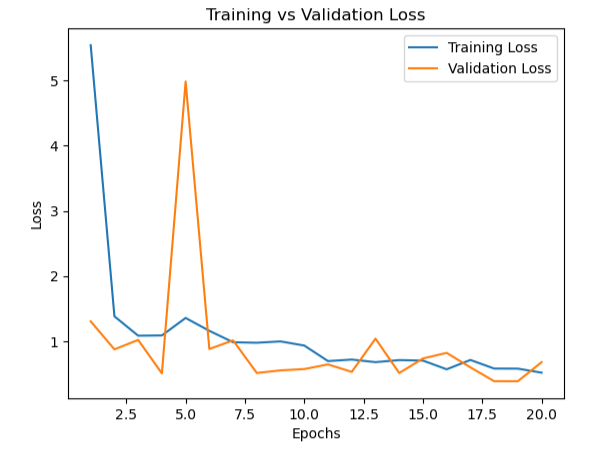 Training vs Validation Loss
Training Loss
Validation Loss
5
4
3
2
1
Loss
2.5 5.0 7.5 10.0 12.5 15.0 17.5 20.0
Epochs